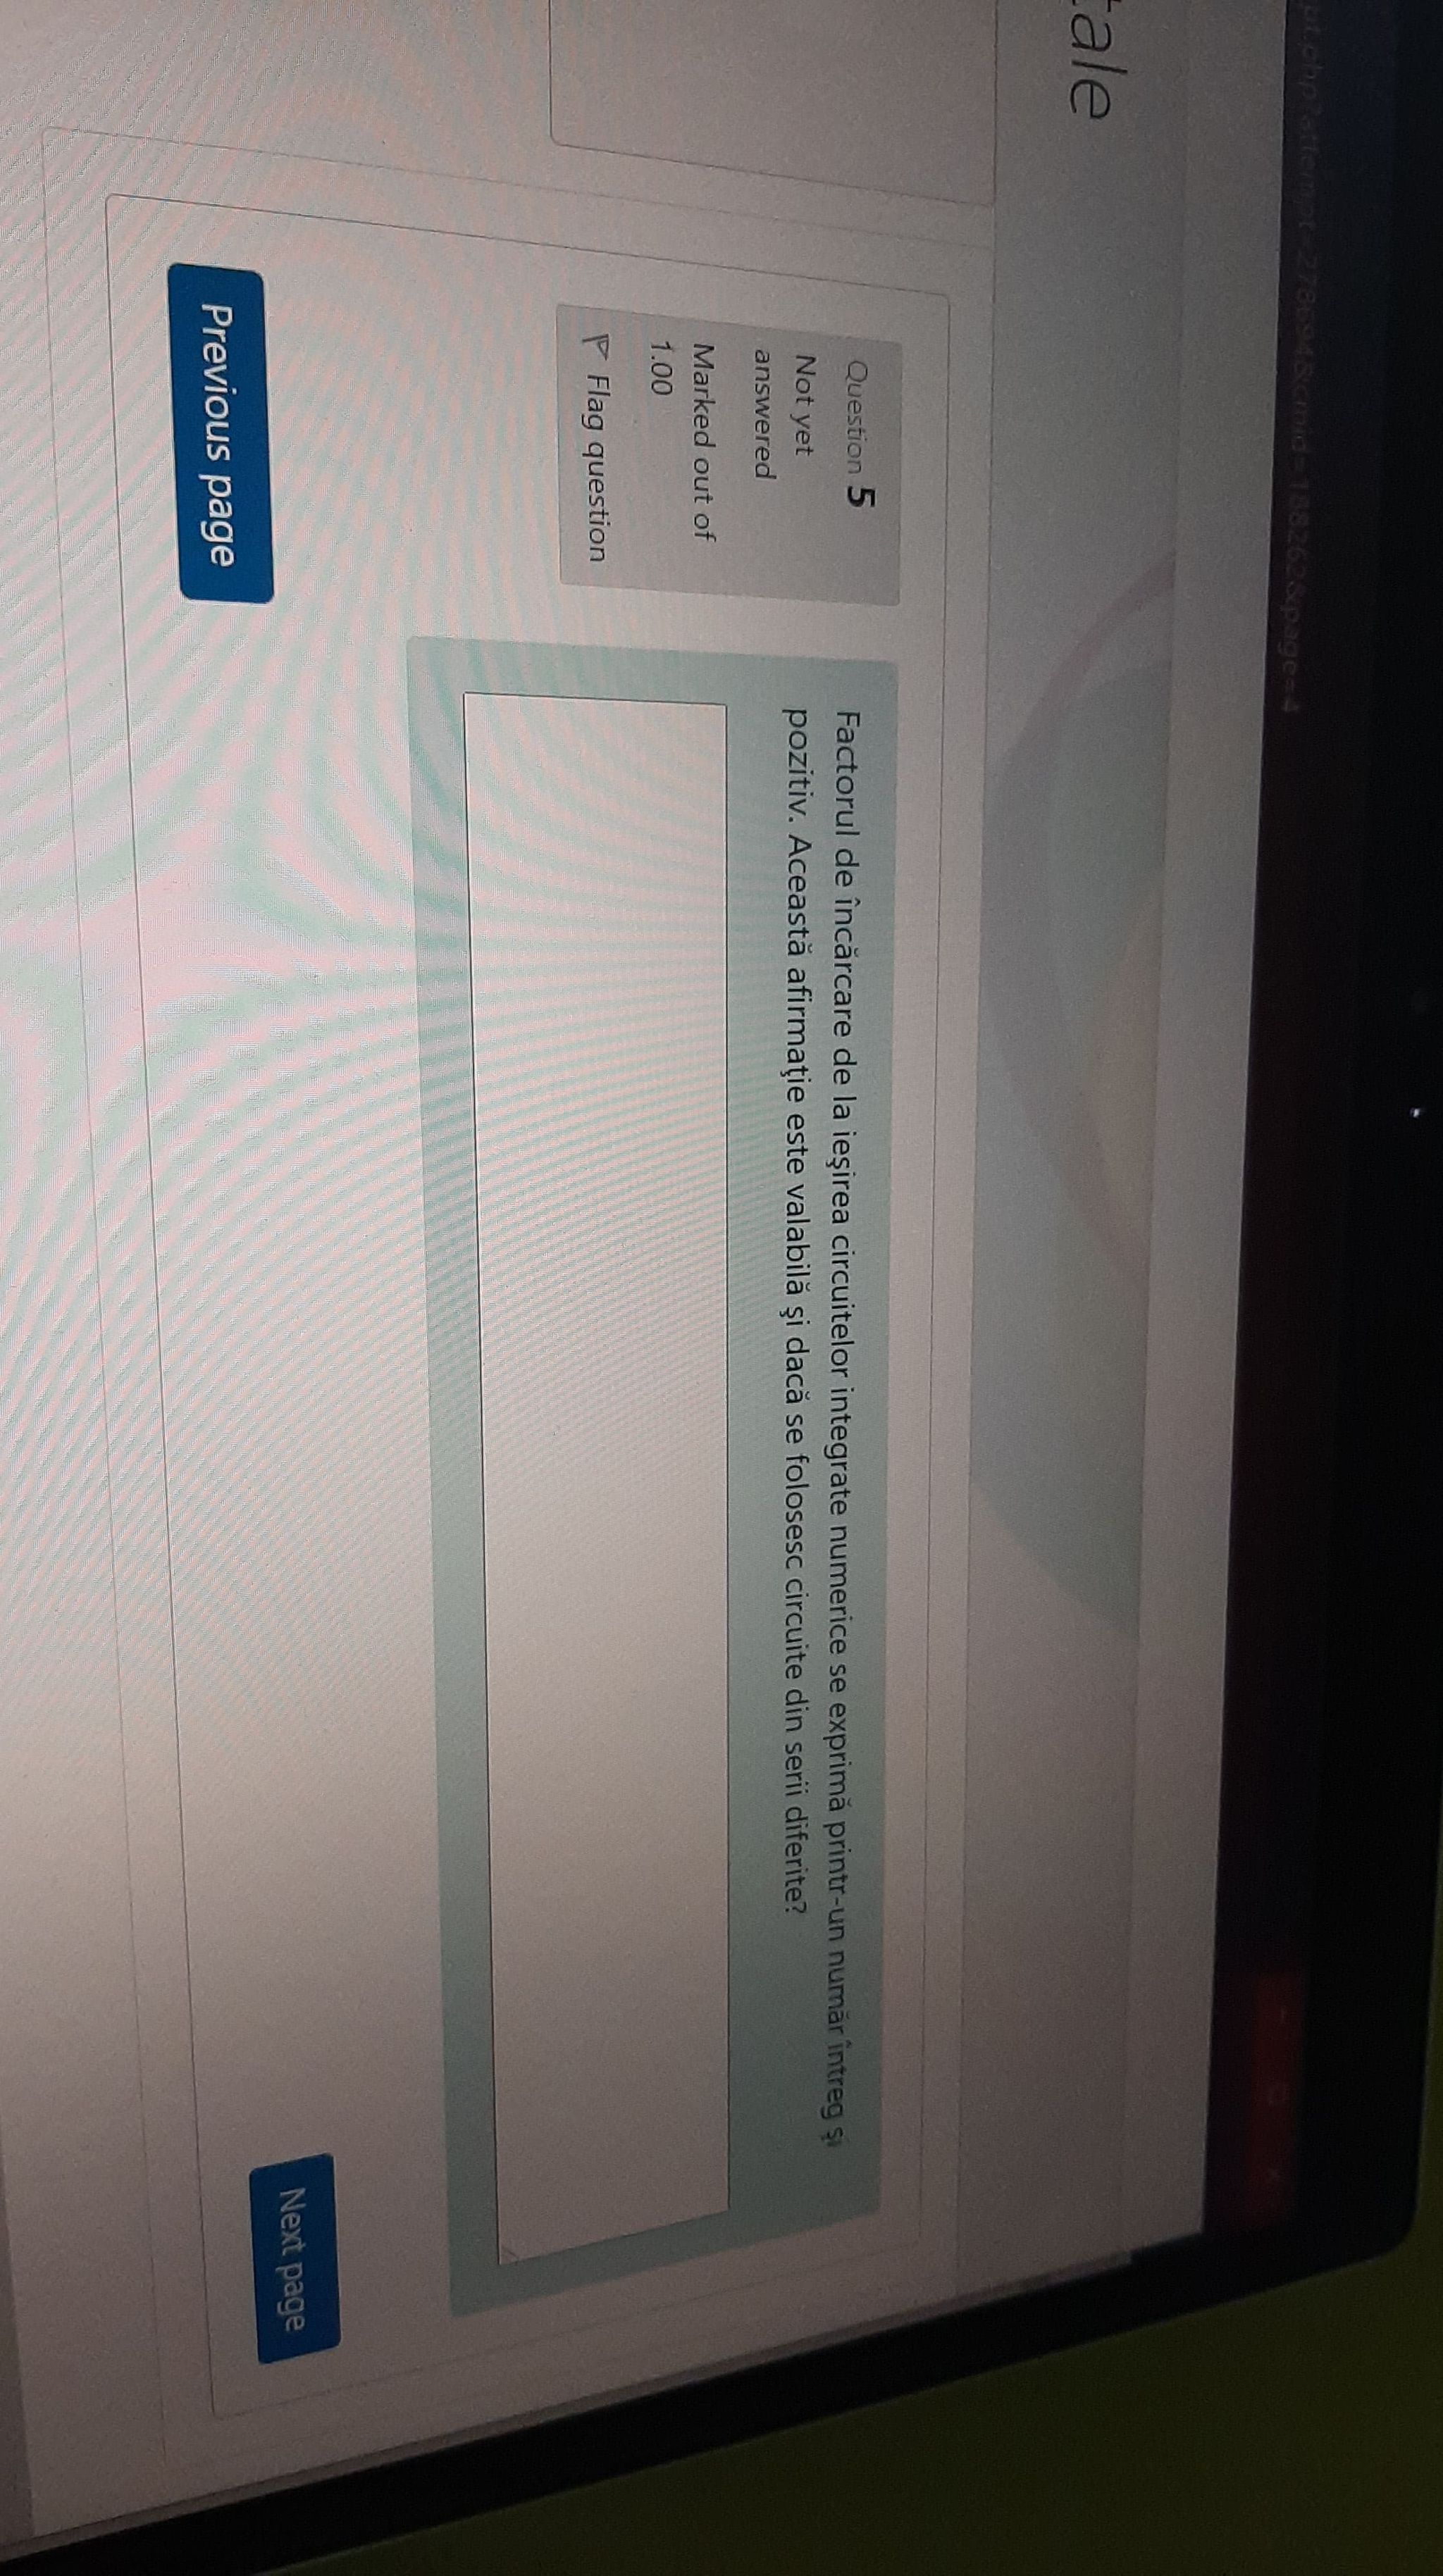 tale
Question 5
Not yet
answered
Marked out of
1.00
Flag question
Factorul de încărcare de la ieşirea circuitelor integrate numerice se exprimă printr-un număr întreg şi
pozitiv. Această afirmaţie este valabilă şi dacă se folosesc circuite din serii diferite?
Previous page
Next page